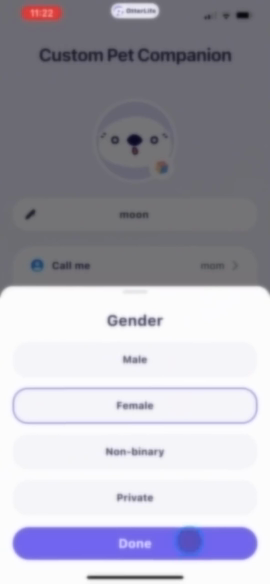 11:22
OtterLife
Custom Pet Companion
moon
Call me
mom
Gender
Male
Female
Non-binary
Private
Done